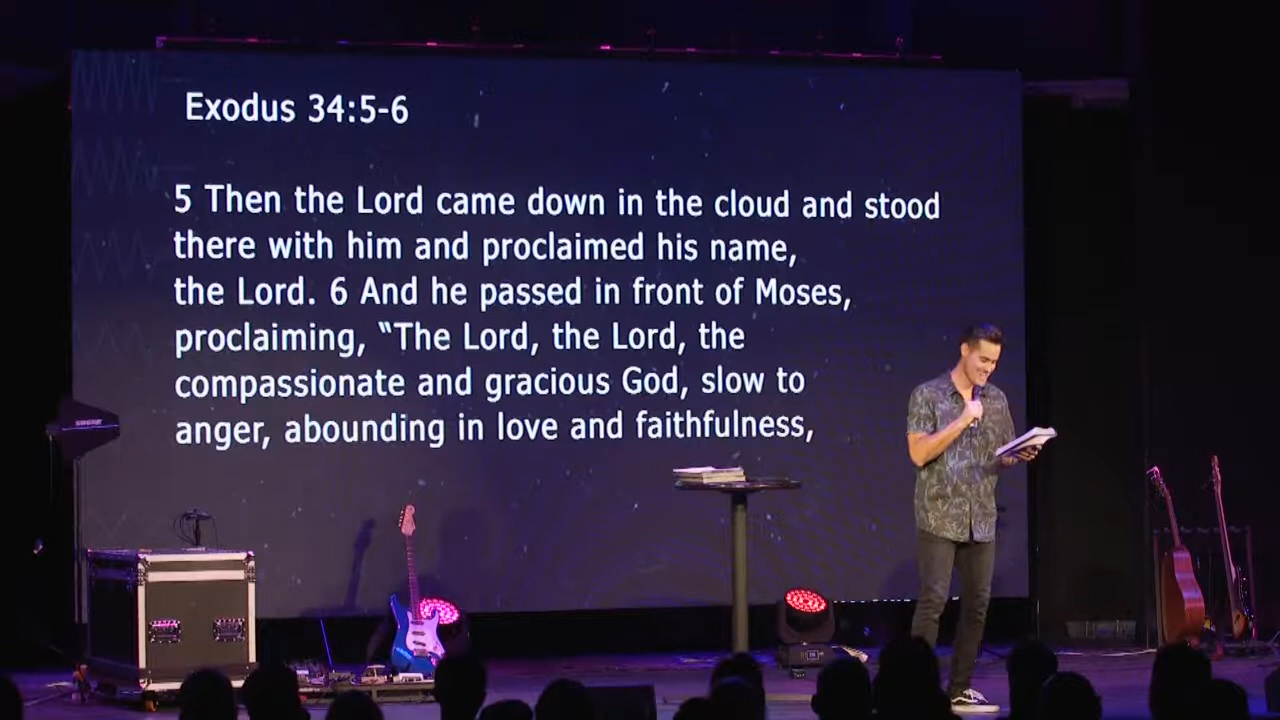 Exodus 34:5-6
5 Then the Lord came down in the cloud and stood
there with him and proclaimed his name,
the Lord. 6 And he passed in front of Moses,
proclaiming, “The Lord, the Lord, the
compassionate and gracious God, slow to
anger, abounding in love and faithfulness,